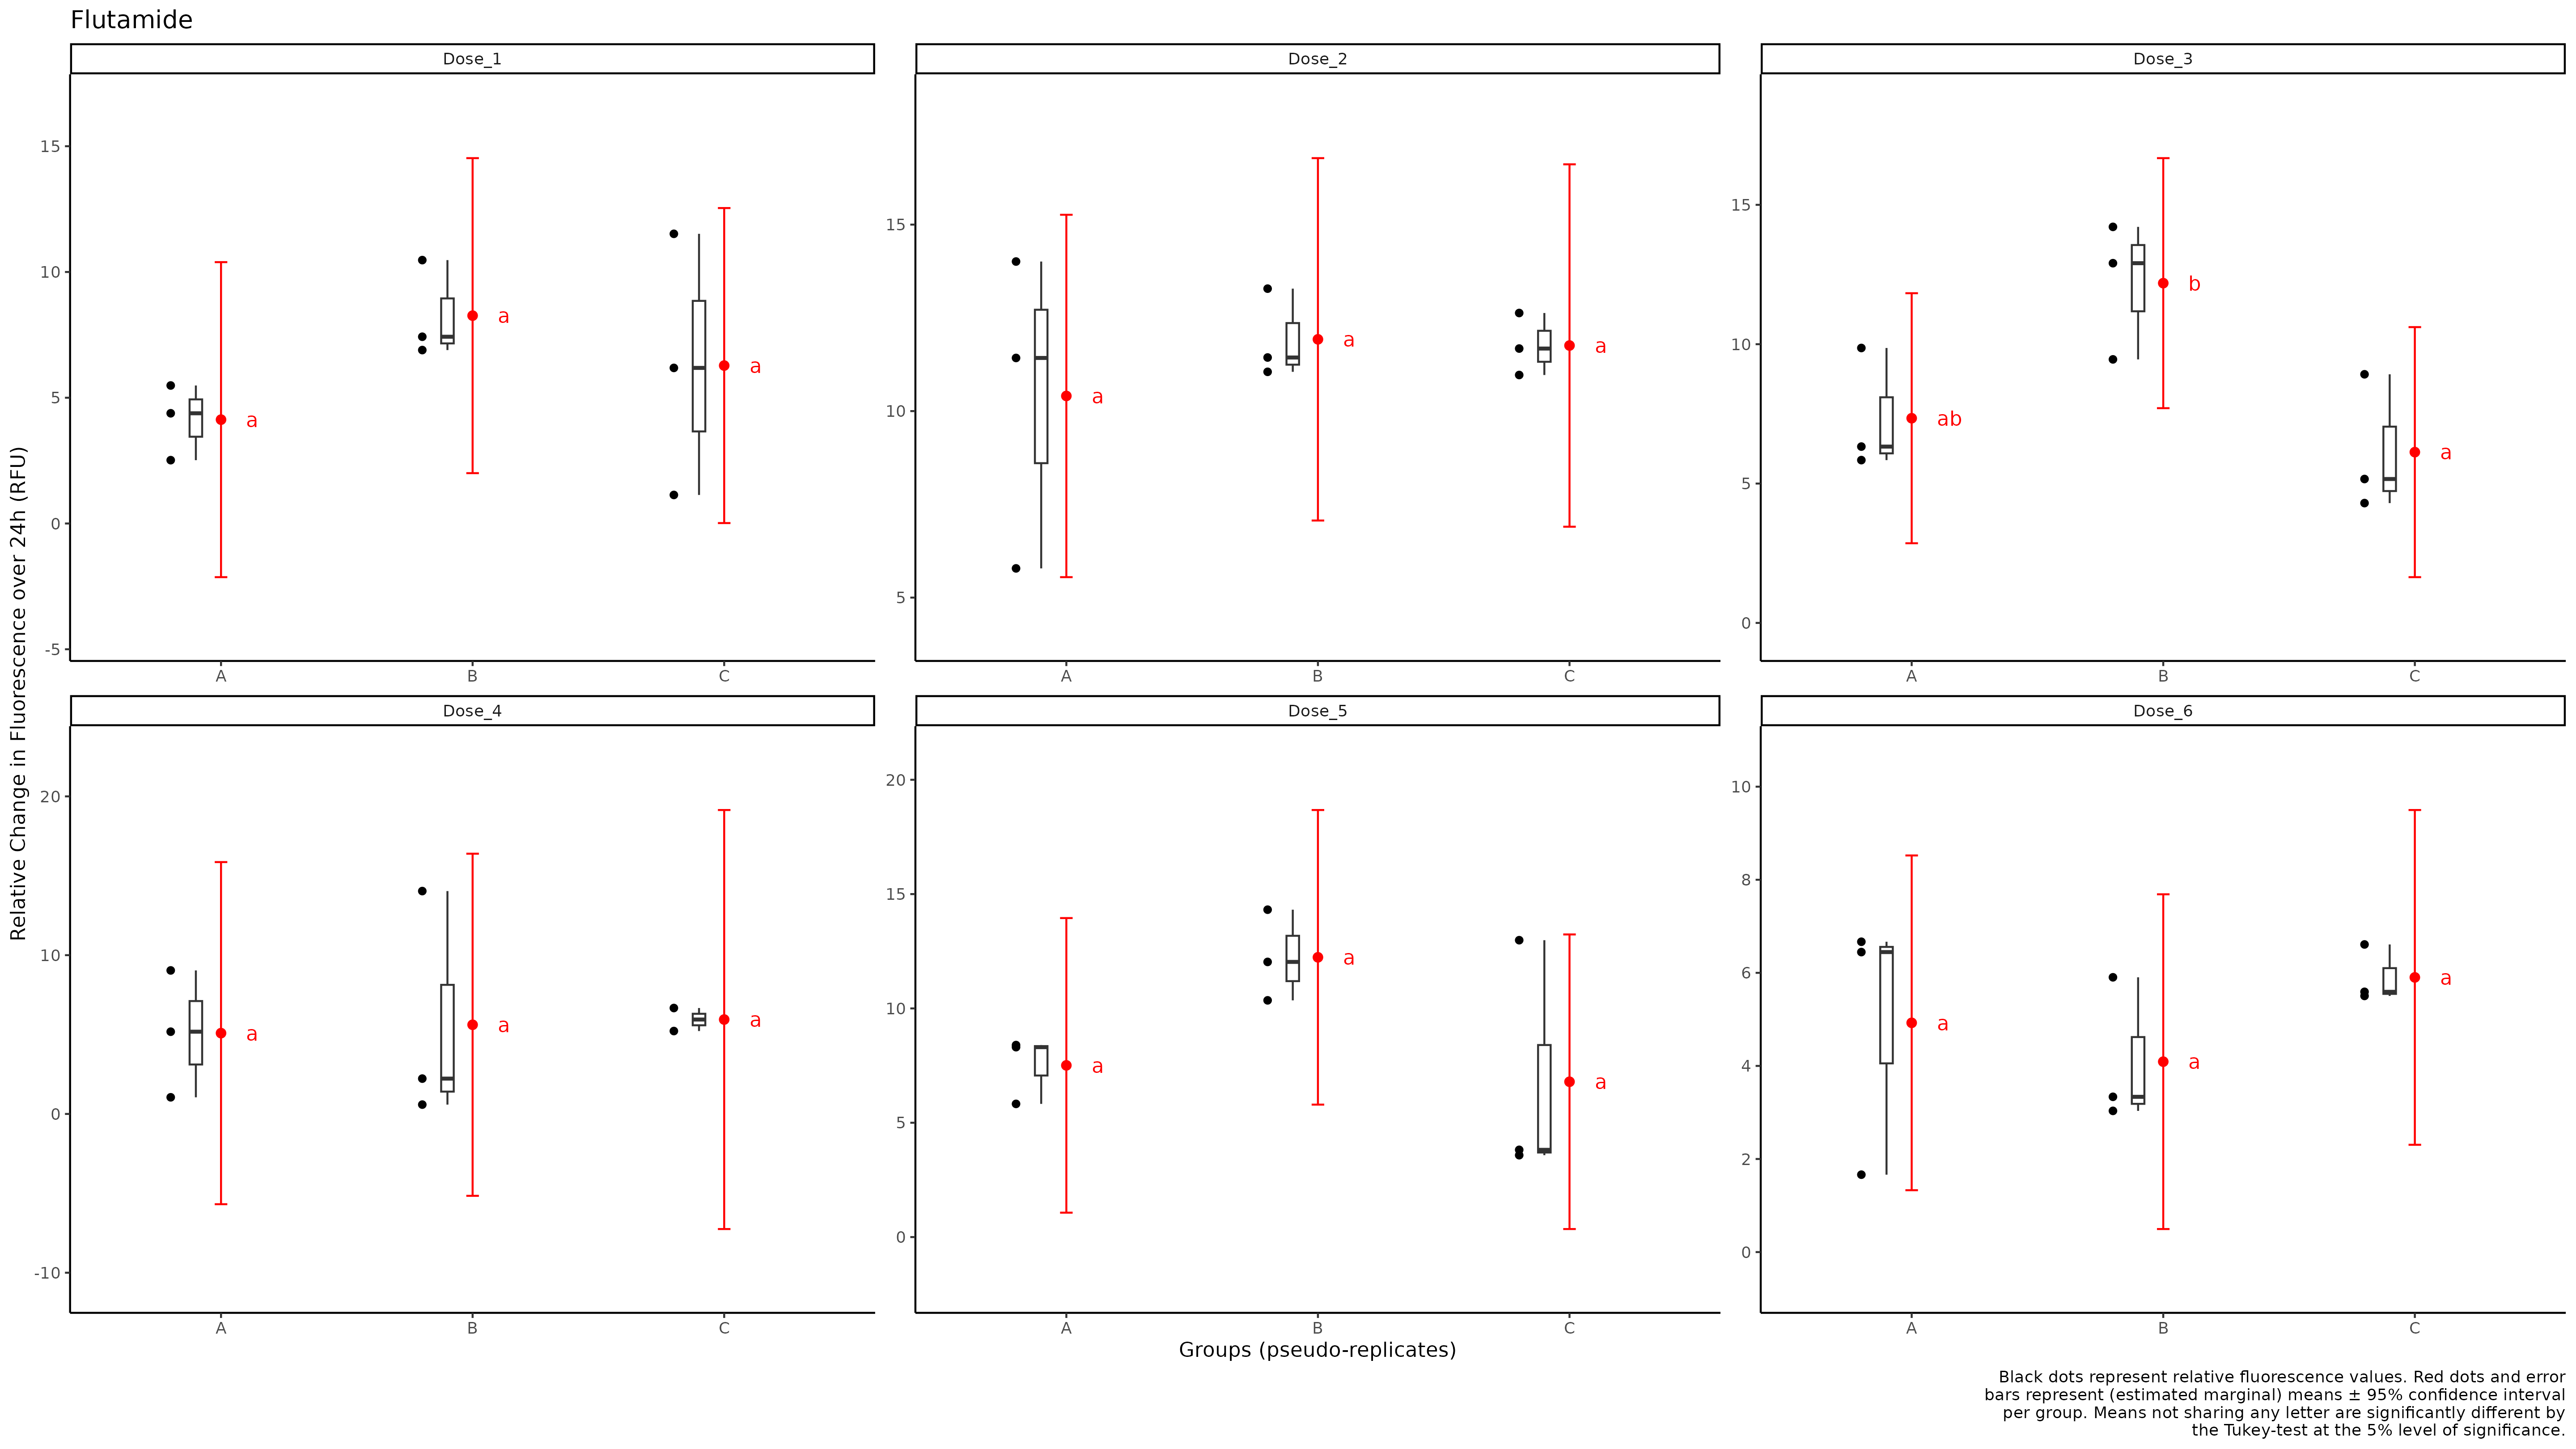 Flutamide
Relative Change in Fluorescence over 24h (RFU)
Dose_1
15
10
5
0
-5
a
a
a
A
B
C
Dose_2
15
10
5
a
a
a
A
B
C
Dose_3
15
10
5
0
ab
b
a
A
B
C
Dose_4
20
10
0
-10
a
a
a
A
B
C
Dose_5
20
15
10
5
0
a
a
a
A
B
C
Dose_6
10
8
6
4
2
0
a
a
a
A
B
C
Groups (pseudo-replicates)
Black dots represent relative fluorescence values. Red dots and error
bars represent (estimated marginal) means ± 95% confidence interval
per group. Means not sharing any letter are significantly different by
the Tukey-test at the 5% level of significance.